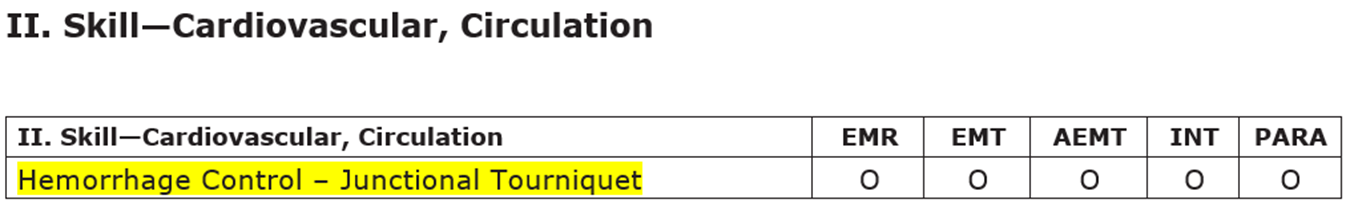 II. Skill—Cardiovascular, Circulation
II. Skill—Cardiovascular, Circulation EMR EMT AEMT INT PARA
Hemorrhage Control – Junctional Tourniquet O O O O O